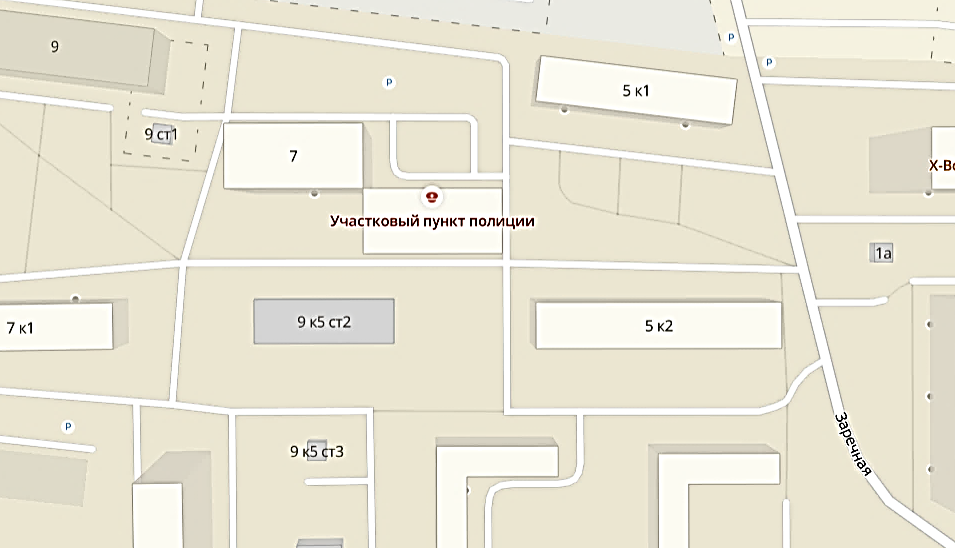 P
9
P
P
5 к1
9 ст1
7
Х-Во
Участковый пункт полиции
1а
9 к5 ст2
7 к1
5 к2
P
Заречная
9 к5 ст3